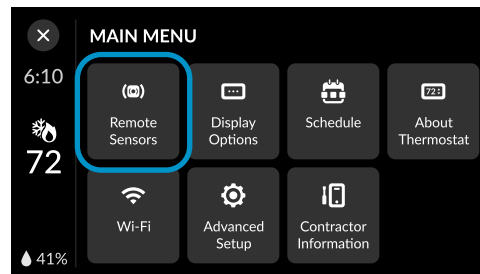 MAIN MENU
6:10
72
41%
Remote
Sensors
Display
Options
Schedule
72
About
Thermostat
Wi-Fi
Advanced
Setup
Contractor
Information